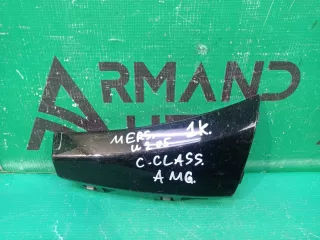 ARMAND
MERS. 1K.
W205
C-CLASS.
AMG.